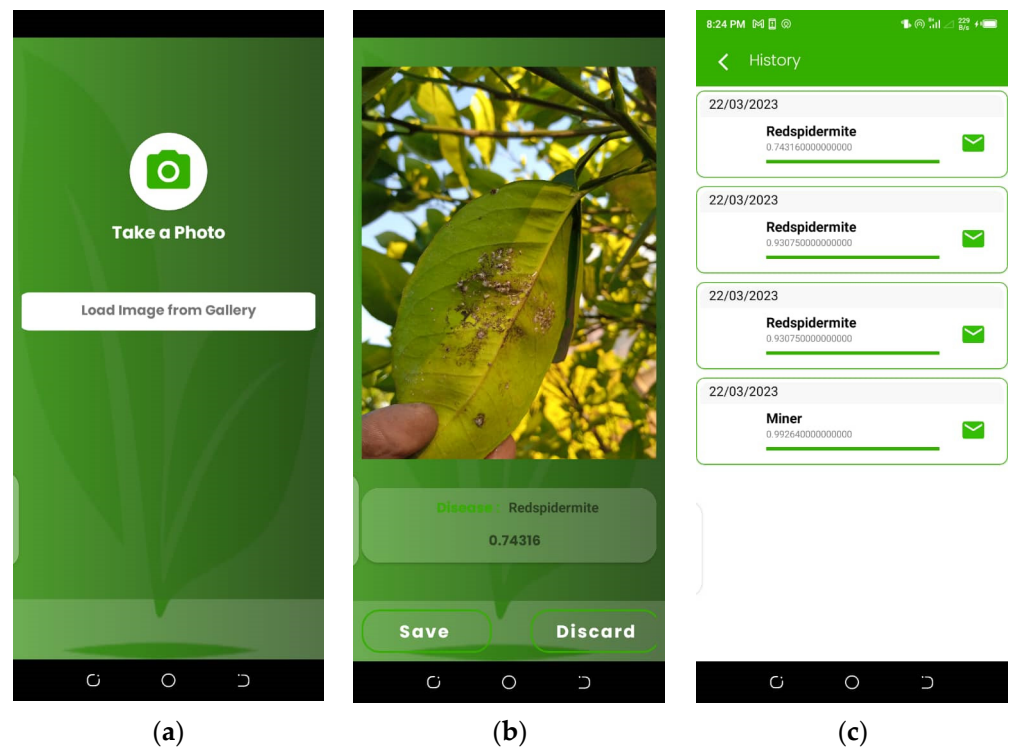 Take a Photo
Load Image from Gallery
Disease : Redspidermite
0.74316
Save
Discard
(a)
(b)
8:24 PM
229
B/s
History
22/03/2023
Redspidermite
0.743160000000000
22/03/2023
Redspidermite
0.930750000000000
22/03/2023
Redspidermite
0.930750000000000
22/03/2023
Miner
0.992640000000000
(c)